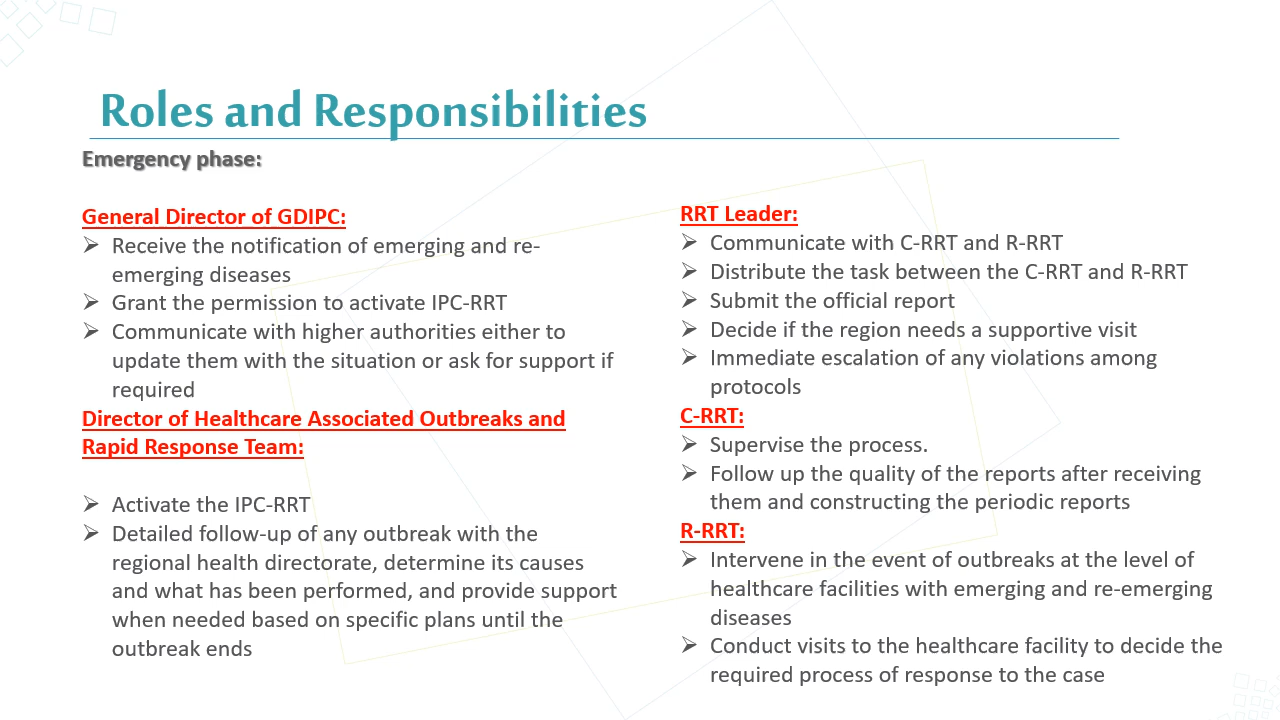 Roles and Responsibilities
Emergency phase:
General Director of GDIPC:
➢ Receive the notification of emerging and re-
emerging diseases
➢ Grant the permission to activate IPC-RRT
➢ Communicate with higher authorities either to
update them with the situation or ask for support if
required
Director of Healthcare Associated Outbreaks and
Rapid Response Team:
➢ Activate the IPC-RRT
➢ Detailed follow-up of any outbreak with the
regional health directorate, determine its causes
and what has been performed, and provide support
when needed based on specific plans until the
outbreak ends
RRT Leader:
➢ Communicate with C-RRT and R-RRT
➢ Distribute the task between the C-RRT and R-RRT
➢ Submit the official report
➢ Decide if the region needs a supportive visit
➢ Immediate escalation of any violations among
protocols
C-RRT:
➢ Supervise the process.
➢ Follow up the quality of the reports after receiving
them and constructing the periodic reports
R-RRT:
➢ Intervene in the event of outbreaks at the level of
healthcare facilities with emerging and re-emerging
diseases
➢ Conduct visits to the healthcare facility to decide the
required process of response to the case